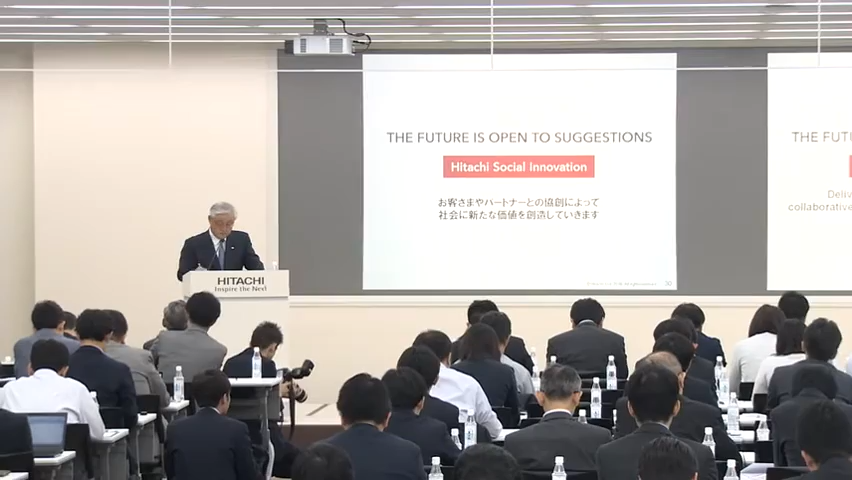 THE FUTURE IS OPEN TO SUGGESTIONS
Hitachi Social Innovation
お客さまやパートナーとの協創によって
社会に新たな価値を創造していきます
30
THE FUTU
Deliv
collaborative
HITACHI
Inspire the Next